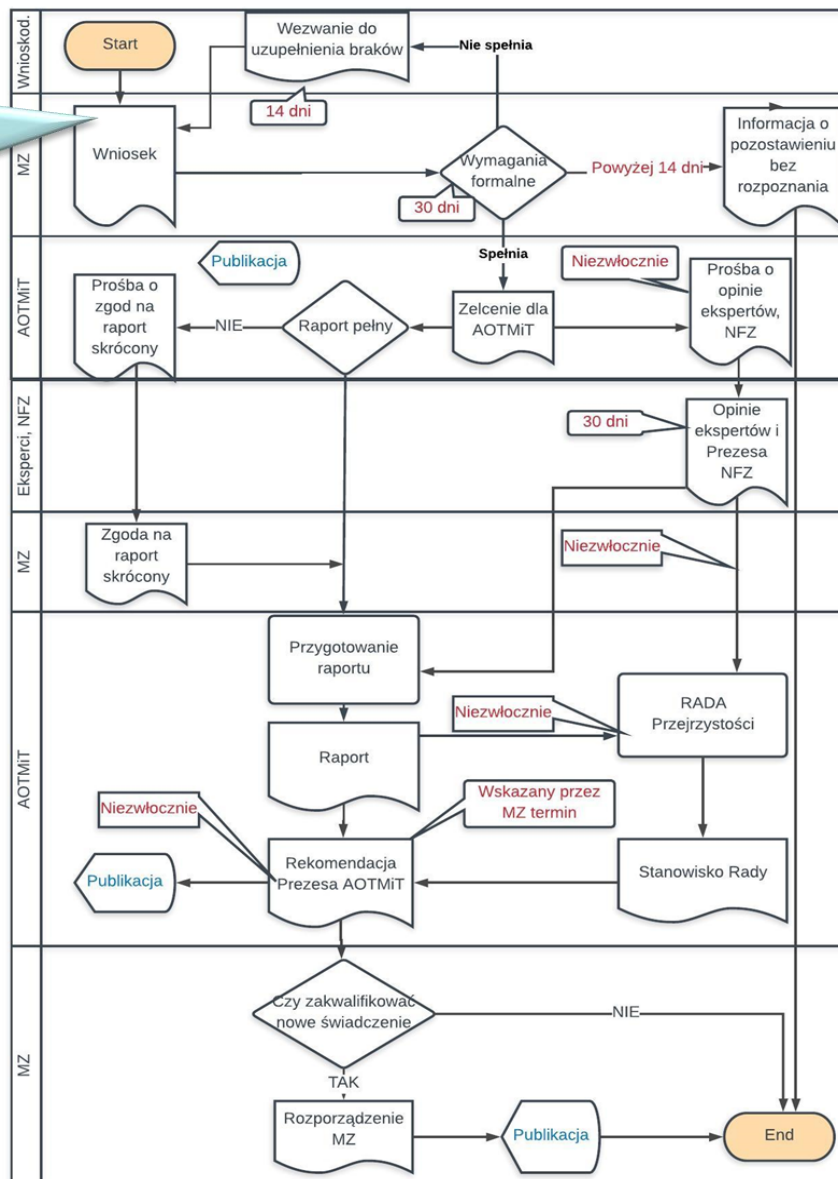 Wnioskod.
Start
Wezwanie do
uzupełnienia braków
Nie spełnia
14 dni
MZ
Wniosek
Wymagania
formalne
30 dni
Powyżej 14 dni
Informacja o
pozostawieniu
bez
rozpoznania
Spełnia
AOTMiT
Publikacja
Niezwłocznie
Prośba o
zgod na
raport
skrócony
NIE
Raport pełny
Zelcenie dla
AOTMiT
Prośba o
opinie
ekspertów,
NFZ
Eksperci, NFZ
30 dni
Opinie
ekspertów i
Prezesa
NFZ
MZ
Zgoda na
raport
skrócony
Niezwłocznie
AOTMiT
Przygotowanie
raportu
Niezwłocznie
RADA
Przejrzystości
Raport
Niezwłocznie
Wskazany przez
MZ termin
Publikacja
Rekomendacja
Prezesa AOTMiT
Stanowisko Rady
MZ
Czy zakwalifikować
nowe świadczenie
NIE
TAK
Rozporządzenie
MZ
Publikacja
End